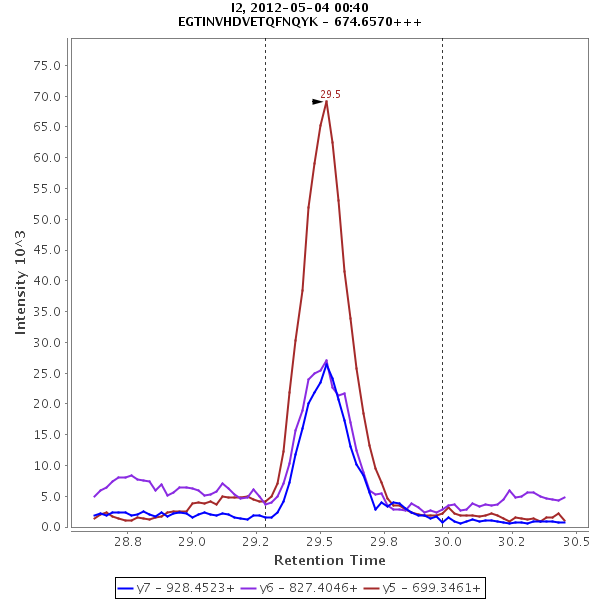 I2, 2012-05-04 00:40
EGTINVHDVETQFNQYK - 674.6570+++
75.0
70.0
65.0
60.0
55.0
50.0
45.0
40.0
35.0
30.0
25.0
20.0
15.0
10.0
5.0
0.0
Intensity 10^3
29.5
28.8 29.0 29.2 29.5 29.8 30.0 30.2 30.5
Retention Time
y7 - 928.4523+ y6 - 827.4046+ y5 - 699.3461+